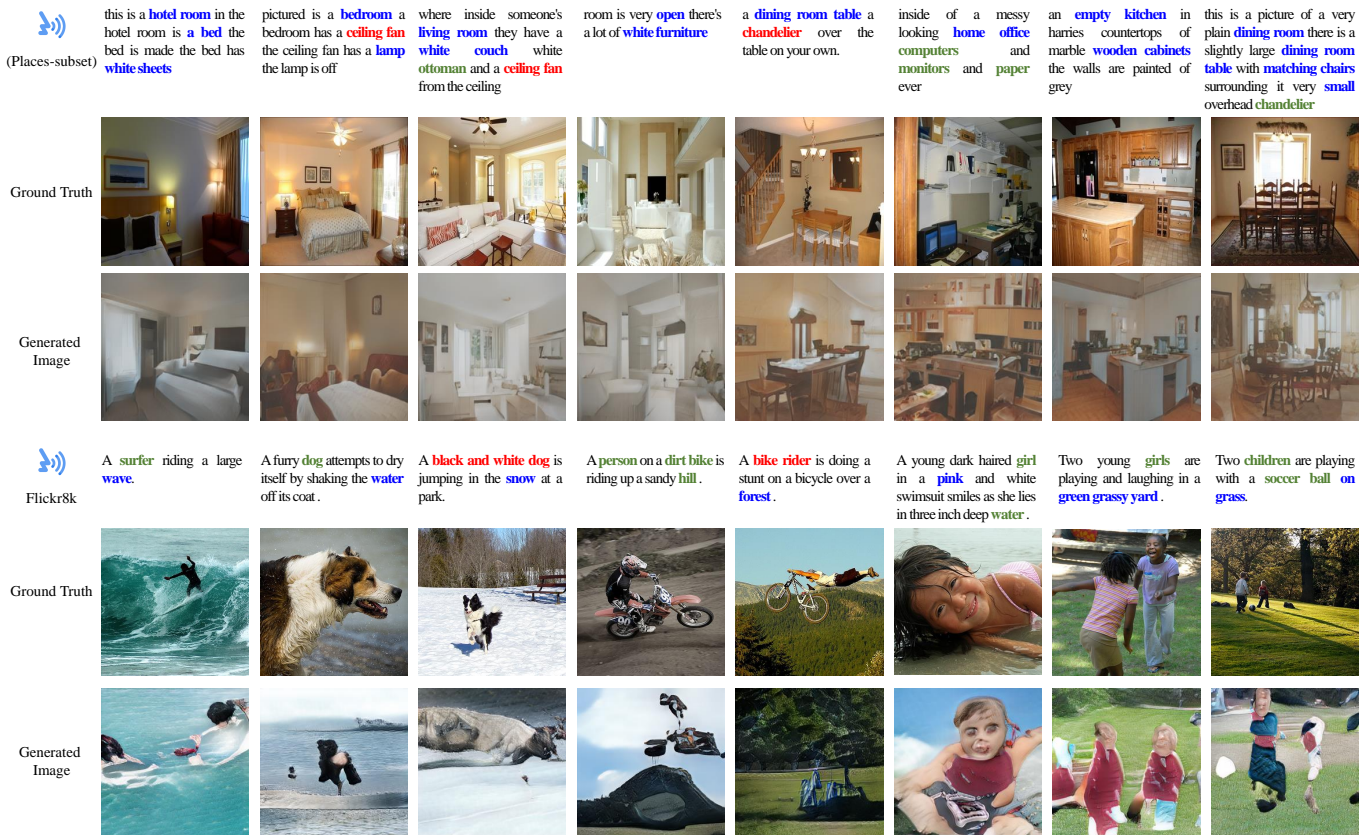 this is a hotel room in the
hotel room is a bed the
bed is made the bed has
white sheets
pictured is a bedroom a
bedroom has a ceiling fan
the ceiling fan has a lamp
the lamp is off
where inside someone's
living room they have a
white couch white
ottoman and a ceiling fan
from the ceiling
room is very open there's
a lot of white furniture
a dining room table a
chandelier over the
table on your own.
inside of a messy
looking home office
computers and
monitors and paper
ever
an empty kitchen in
harries countertops of
marble wooden cabinets
the walls are painted of
grey
this is a picture of a very
plain dining room there is a
slightly large dining room
table with matching chairs
surrounding it very small
overhead chandelier
(Places-subset)
Ground Truth
Generated
Image
Flickr8k
A surfer riding a large
wave.
A furry dog attempts to dry
itself by shaking the water
off its coat .
A black and white dog is
jumping in the snow at a
park.
A person on a dirt bike is
riding up a sandy hill .
A bike rider is doing a
stunt on a bicycle over a
forest .
A young dark haired girl
in a pink and white
swimsuit smiles as she lies
in three inch deep water .
Two young girls are
playing and laughing in a
green grassy yard .
Two children are playing
with a soccer ball on
grass.
Ground Truth
90
Generated
Image